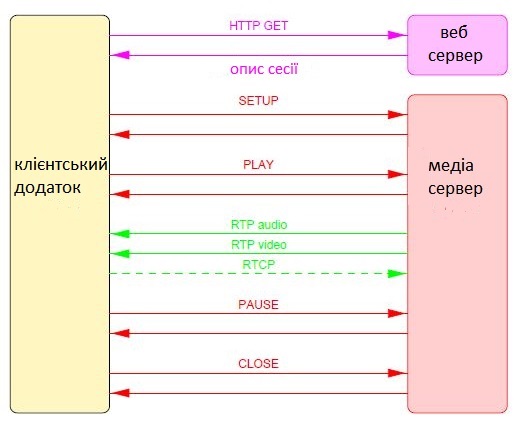 HTTP GET
веб
сервер
опис сесії
SETUP
клієнтський
додаток
PLAY
медіа
сервер
RTP audio
RTP video
RTCP
PAUSE
CLOSE